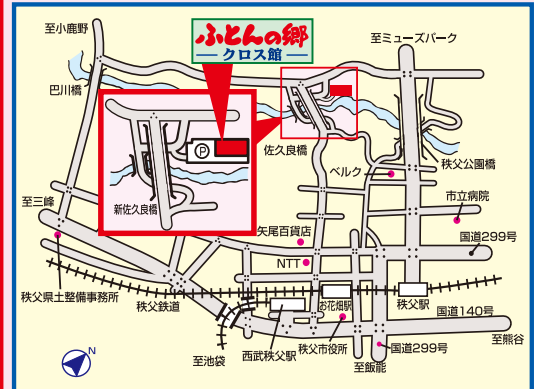 至小鹿野
ふとんの郷
クロス館
至ミューズパーク
巴川橋
佐久良橋
秩父公園橋
P
ベルク
新佐久良橋
至三峰
市立病院
矢尾百貨店
国道299号
NTT
秩父県土整備事務所
秩父鉄道
お花畑駅
秩父駅
国道140号
西武秩父駅
秩父市役所
至熊谷
至池袋
国道299号
至飯能
N